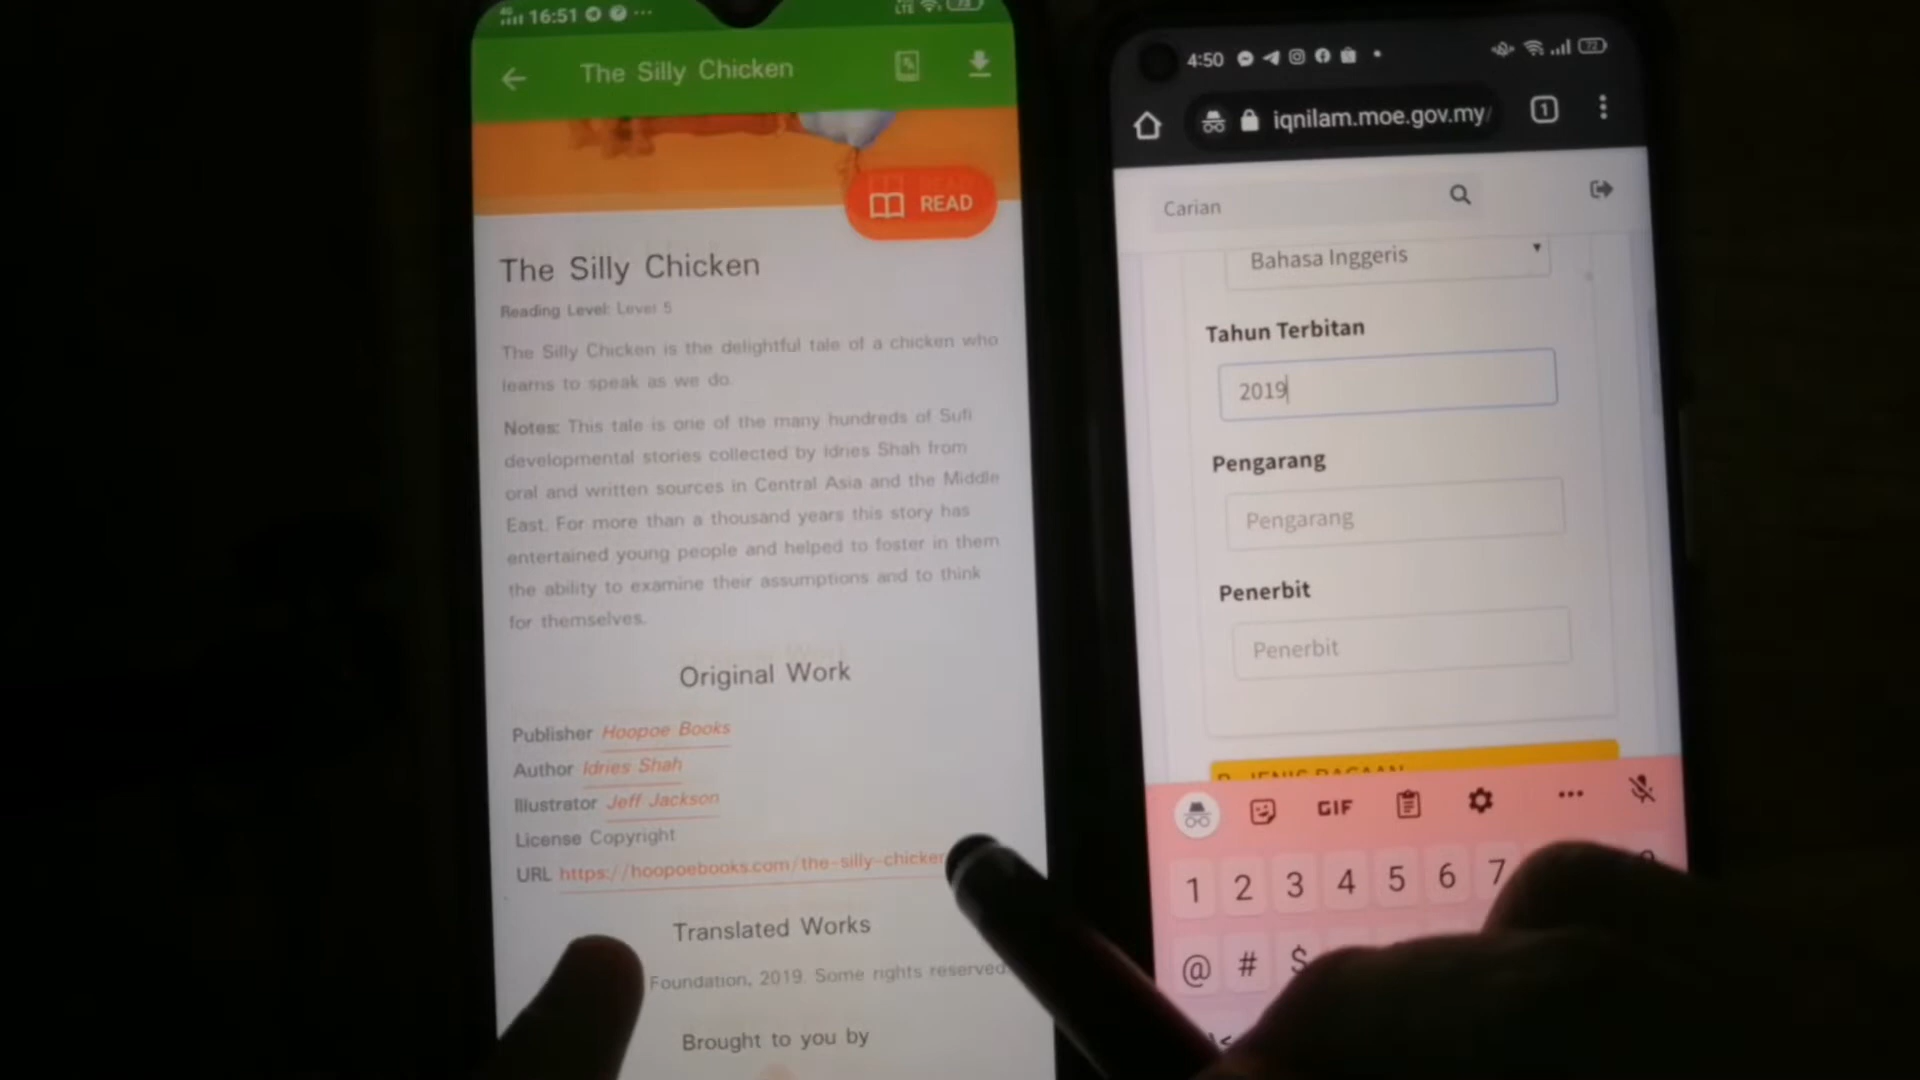 16:51
The Silly Chicken
READ
The Silly Chicken
Reading Level: Level 5
The Silly Chicken is the delightful tale of a chicken who
learns to speak as we do.
Notes: This tale is one of the many hundreds of Sufi
developmental stories collected by Idries Shah from
oral and written sources in Central Asia and the Middle
East. For more than a thousand years this story has
entertained young people and helped to foster in them
the ability to examine their assumptions and to think
for themselves.
Original Work
Publisher Hoopoe Books
Author Idries Shah
Illustrator Jeff Jackson
License Copyright
URL https://hoopoebooks.com/the-silly-chicken
Translated Works
Foundation, 2019. Some rights reserved.
Brought to you by
4:50
72
iqnilam.moe.gov.my/
1
Carian
Bahasa Inggeris
Tahun Terbitan
2019
Pengarang
Pengarang
Penerbit
Penerbit
GIF
1 2 3 4 5 6 7
@ # $